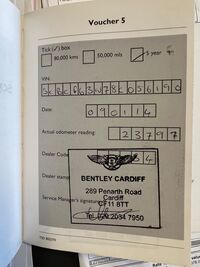 Voucher 5
Tick (✓) box
80,000 kms 50,000 mls 5 year
VIN:
Date: 090114
Actual odometer reading: 23797
Dealer Code:
Dealer stamp
BENTLEY CARDIFF
289 Penarth Road
Cardiff
CF11 8TT
Service Manager's signature
Tel: 029 2034 7950